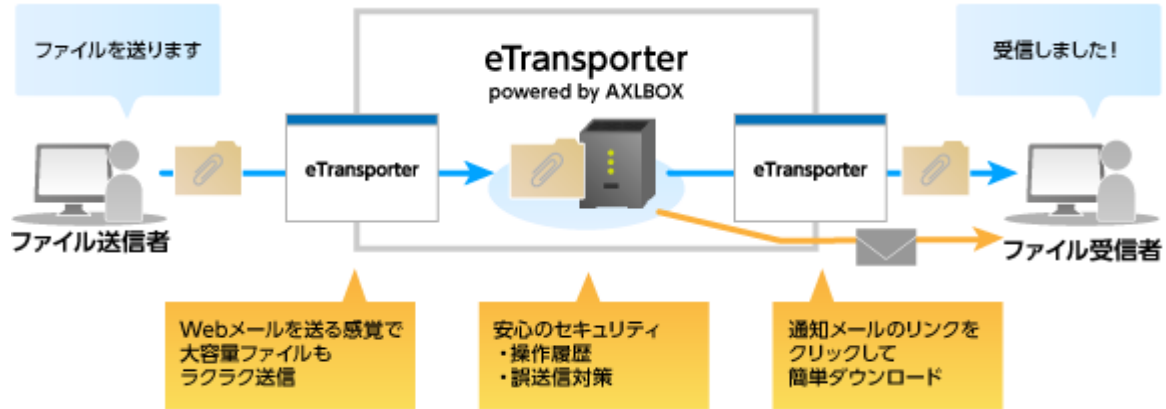 ファイルを送ります
eTransporter
powered by AXLBOX
受信しました!
eTransporter
eTransporter
ファイル送信者
ファイル受信者
Webメールを送る感覚で
大容量ファイルも
ラクラク送信
安心のセキュリティ
・操作履歴
・誤送信対策
通知メールのリンクを
クリックして
簡単ダウンロード